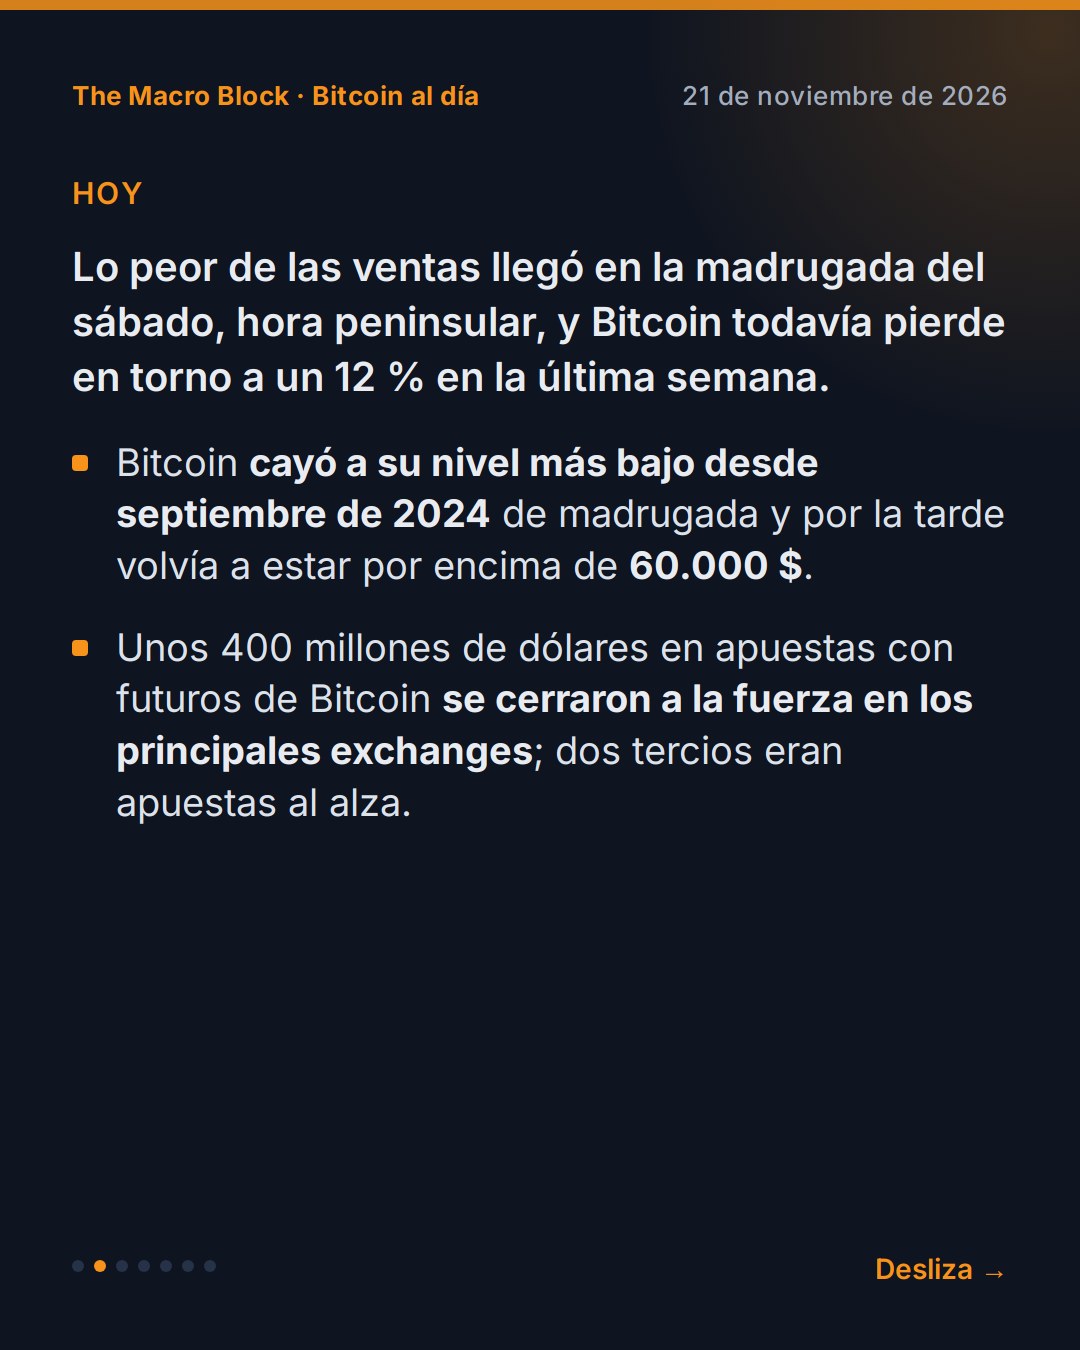 The Macro Block · Bitcoin al día
21 de noviembre de 2026
HOY
Lo peor de las ventas llegó en la madrugada del
sábado, hora peninsular, y Bitcoin todavía pierde
en torno a un 12 % en la última semana.
Bitcoin cayó a su nivel más bajo desde
septiembre de 2024 de madrugada y por la tarde
volvía a estar por encima de 60.000 $.
Unos 400 millones de dólares en apuestas con
futuros de Bitcoin se cerraron a la fuerza en los
principales exchanges; dos tercios eran
apuestas al alza.
Desliza →